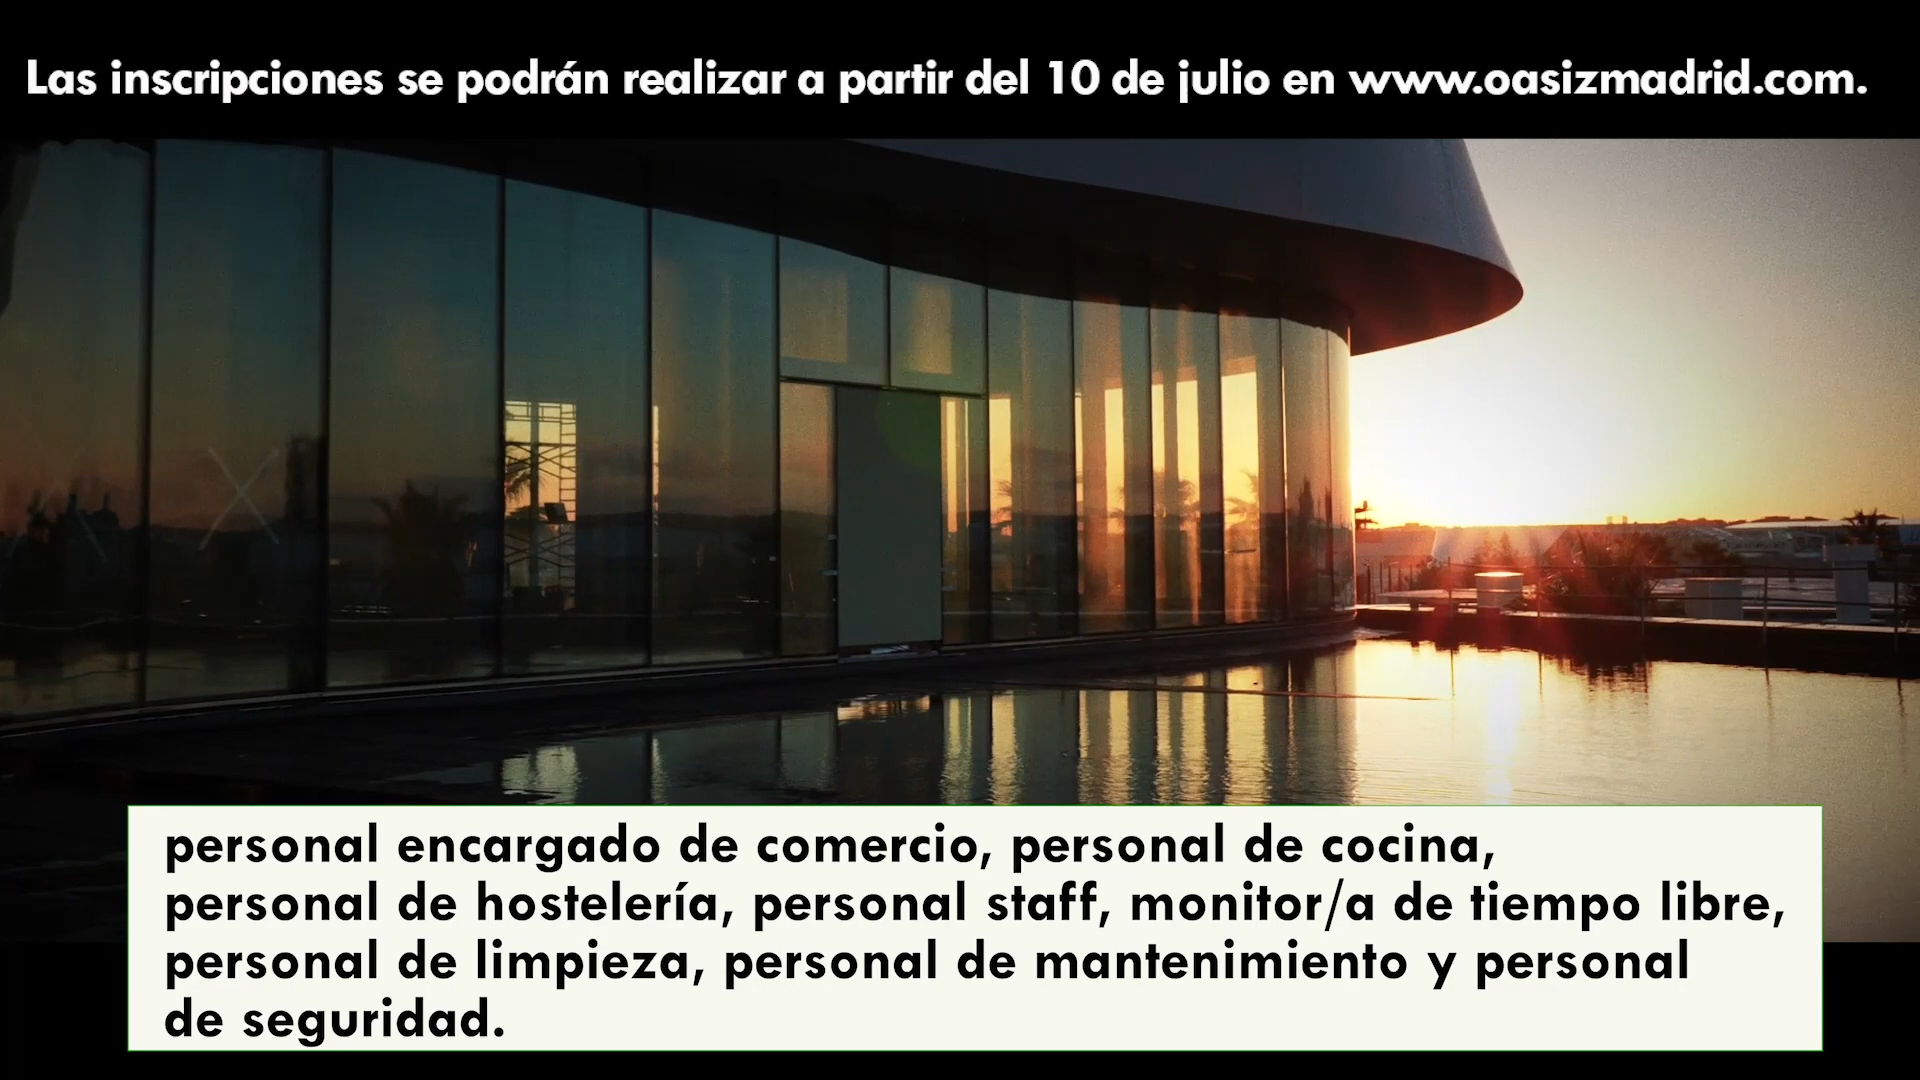 Las inscripciones se podrán realizar a partir del 10 de julio en www.oasizmadrid.com.
personal encargado de comercio, personal de cocina,
personal de hostelería, personal staff, monitor/a de tiempo libre,
personal de limpieza, personal de mantenimiento y personal
de seguridad.